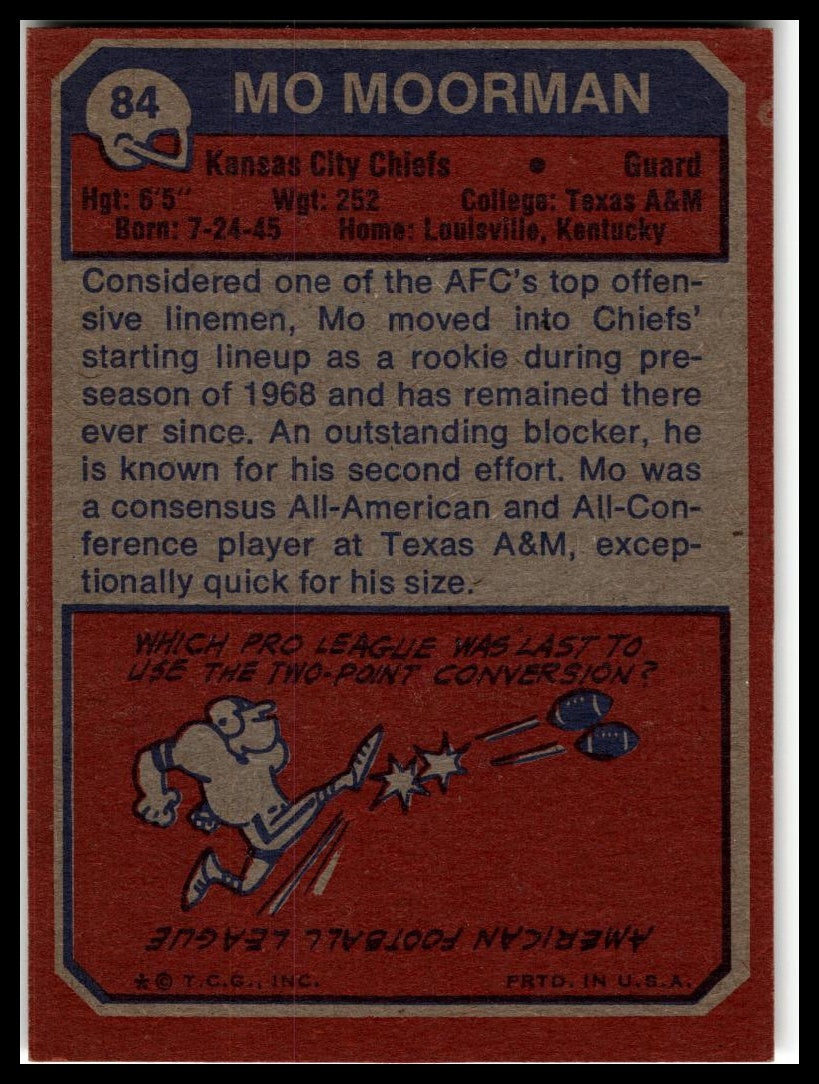 84
MO MOORMAN
Kansas City Chiefs • Guard
Hgt: 6'5" Wgt: 252 College: Texas A&M
Born: 7-24-45 Home: Louisville, Kentucky
Considered one of the AFC's top offen-
sive linemen, Mo moved into Chiefs'
starting lineup as a rookie during pre-
season of 1968 and has remained there
ever since. An outstanding blocker, he
is known for his second effort. Mo was
a consensus All-American and All-Con-
ference player at Texas A&M, excep-
tionally quick for his size.
WHICH PRO LEAGUE WAS LAST TO
USE THE TWO-POINT CONVERSION?
AMERICAN FOOTBALL LEAGUE
* © T.C.G., INC. PRTD. IN U.S.A.